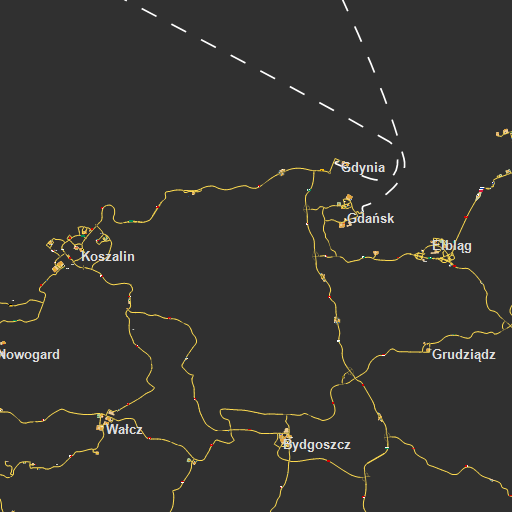 Gdynia
Gdańsk
Elbląg
Koszalin
Nowogard
Grudziądz
Wałcz
Bydgoszcz